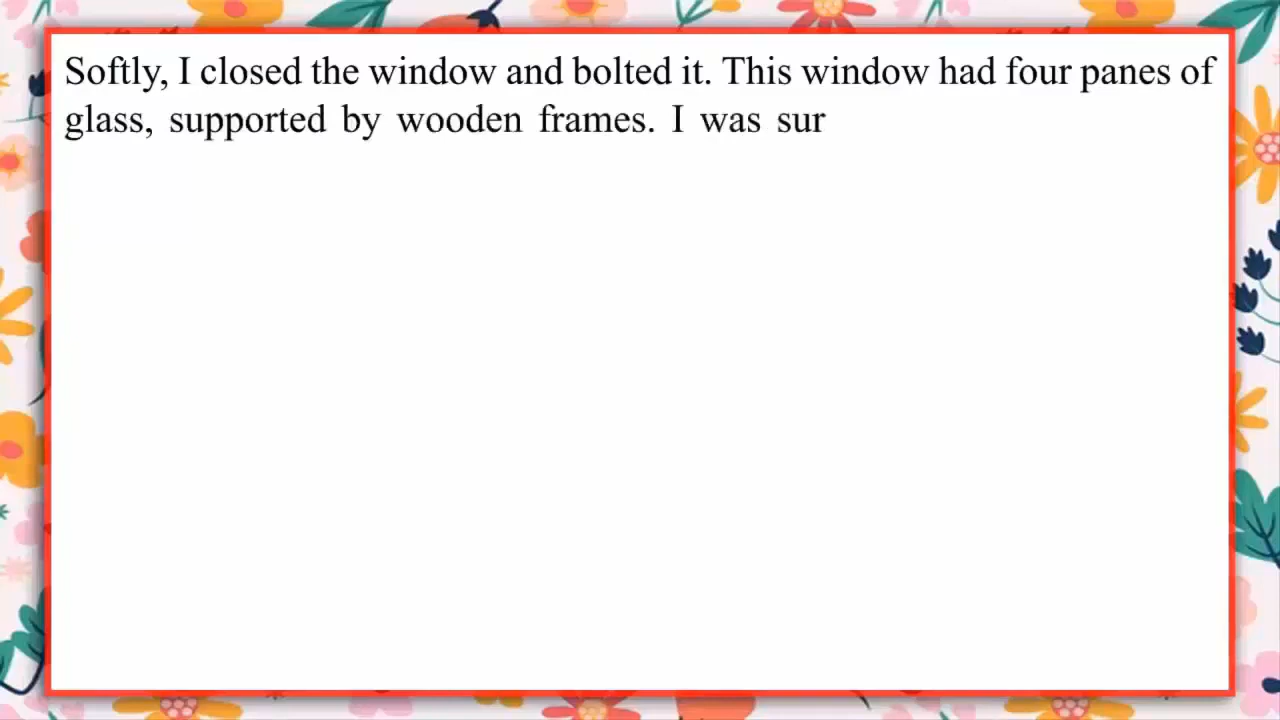 Softly, I closed the window and bolted it. This window had four panes of
glass, supported by wooden frames. I was sur